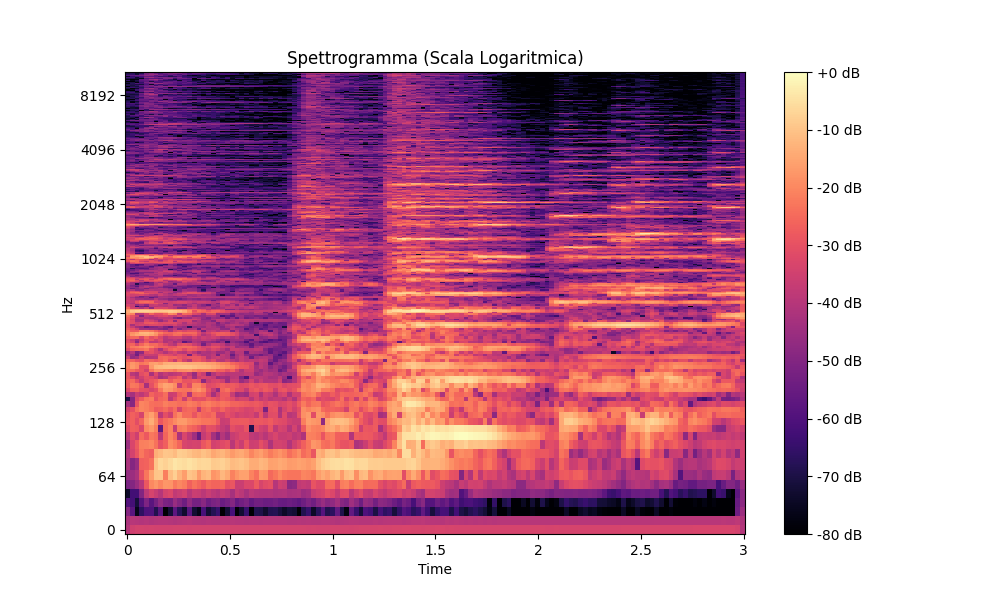 Spettrogramma (Scala Logaritmica)
Hz
8192
4096
2048
1024
512
256
128
64
0
0
0.5
1
1.5
2
2.5
3
Time
+0 dB
-10 dB
-20 dB
-30 dB
-40 dB
-50 dB
-60 dB
-70 dB
-80 dB